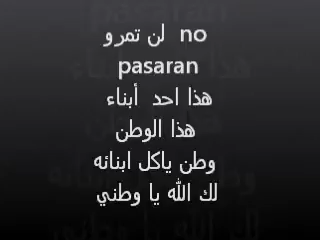 لن تمرو no
pasaran
هذا احد أبناء
هذا الوطن
وطن ياكل ابنائه
لك الله يا وطني